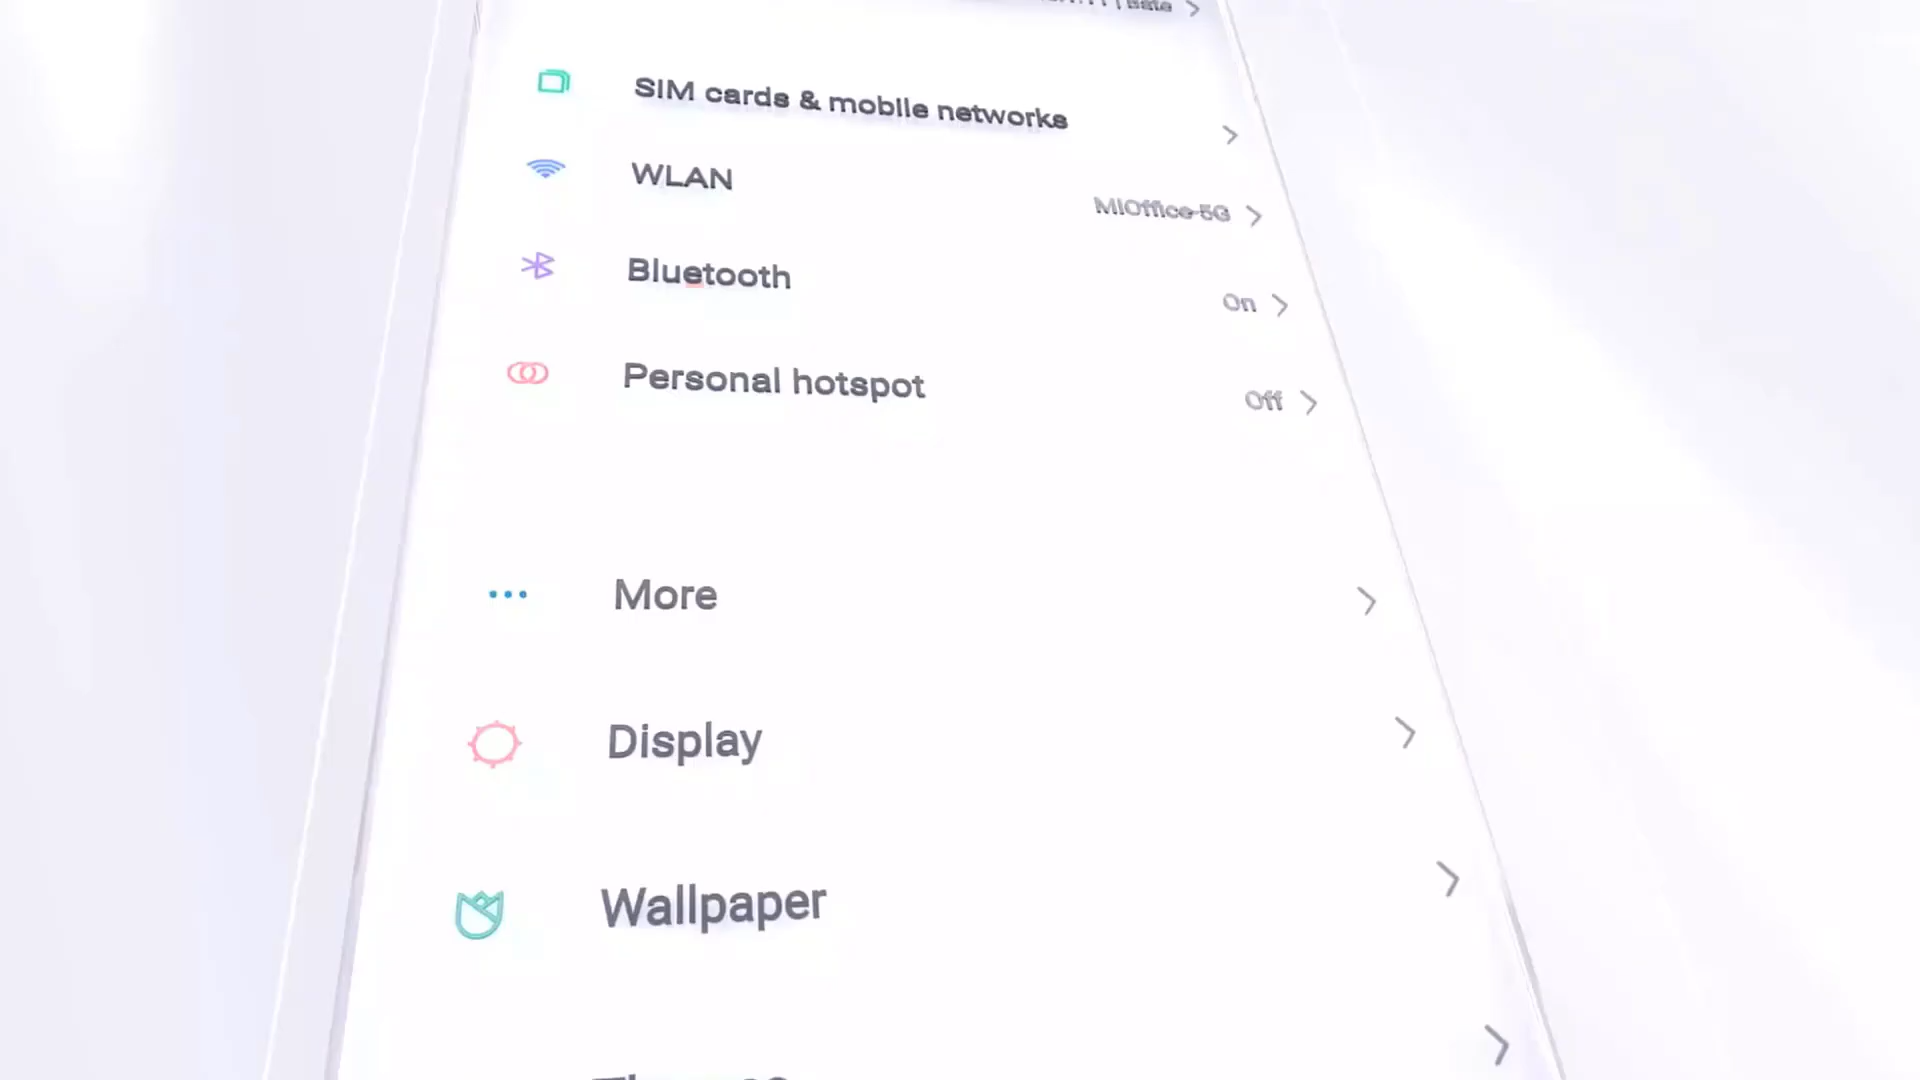 SIM cards & mobile networks
WLAN
MIOffice-5G
Bluetooth
On
Personal hotspot
Off
More
Display
Wallpaper